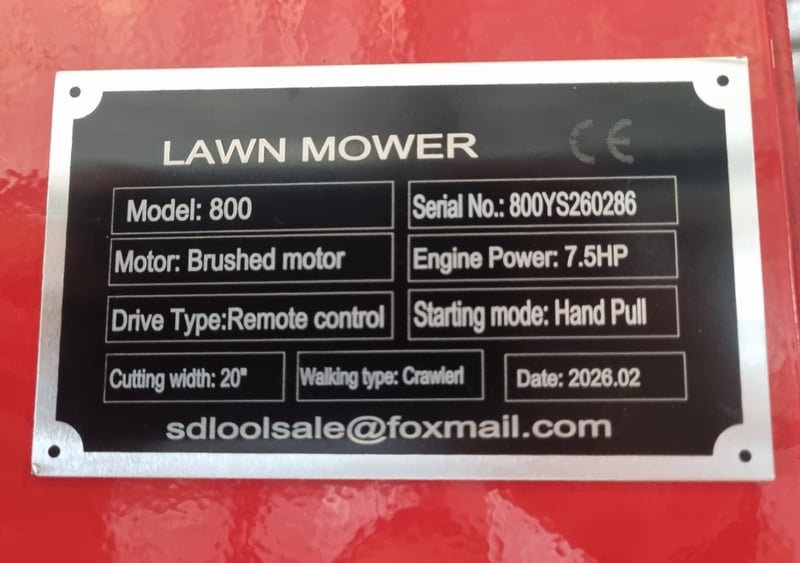 LAWN MOWER CE
Model: 800 Serial No.: 800YS260286
Motor: Brushed motor Engine Power: 7.5HP
Drive Type:Remote control Starting mode: Hand Pull
Cutting width: 20" Walking type: Crawlerl Date: 2026.02
sdloolsale@foxmail.com